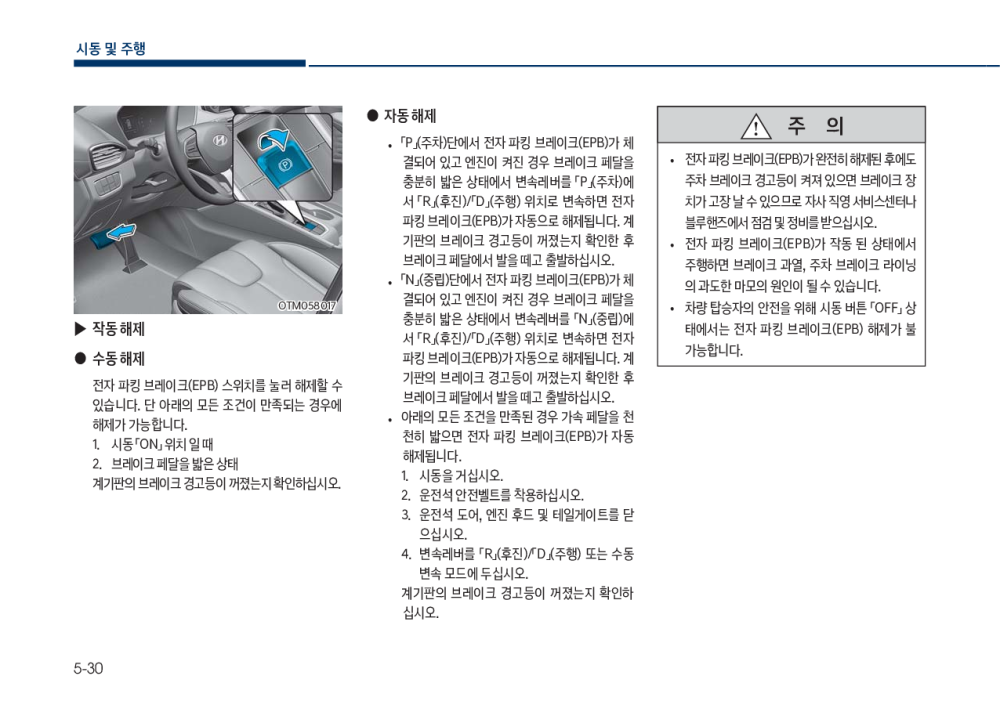 시동 및 주행
OTM058017
▶ 작동 해제
● 수동 해제
전자 파킹 브레이크(EPB) 스위치를 눌러 해제할 수
있습니다. 단 아래의 모든 조건이 만족되는 경우에
해제가 가능합니다.
1. 시동 ｢ON｣ 위치 일 때
2. 브레이크 페달을 밟은 상태
계기판의 브레이크 경고등이 꺼졌는지 확인하십시오.
● 자동 해제
• ｢P｣(주차)단에서 전자 파킹 브레이크(EPB)가 체
결되어 있고 엔진이 켜진 경우 브레이크 페달을
충분히 밟은 상태에서 변속레버를 ｢P｣(주차)에
서 ｢R｣(후진)/｢D｣(주행) 위치로 변속하면 전자
파킹 브레이크(EPB)가 자동으로 해제됩니다. 계
기판의 브레이크 경고등이 꺼졌는지 확인한 후
브레이크 페달에서 발을 떼고 출발하십시오.
• ｢N｣(중립)단에서 전자 파킹 브레이크(EPB)가 체
결되어 있고 엔진이 켜진 경우 브레이크 페달을
충분히 밟은 상태에서 변속레버를 ｢N｣(중립)에
서 ｢R｣(후진)/｢D｣(주행) 위치로 변속하면 전자
파킹 브레이크(EPB)가 자동으로 해제됩니다. 계
기판의 브레이크 경고등이 꺼졌는지 확인한 후
브레이크 페달에서 발을 떼고 출발하십시오.
• 아래의 모든 조건을 만족된 경우 가속 페달을 천
천히 밟으면 전자 파킹 브레이크(EPB)가 자동
해제됩니다.
1. 시동을 거십시오.
2. 운전석 안전벨트를 착용하십시오.
3. 운전석 도어, 엔진 후드 및 테일게이트를 닫
으십시오.
4. 변속레버를 ｢R｣(후진)/｢D｣(주행) 또는 수동
변속 모드에 두십시오.
계기판의 브레이크 경고등이 꺼졌는지 확인하
십시오.
주 의
• 전자 파킹 브레이크(EPB)가 완전히 해제된 후에도
주차 브레이크 경고등이 켜져 있으면 브레이크 장
치가 고장 날 수 있으므로 자사 직영 서비스센터나
블루핸즈에서 점검 및 정비를 받으십시오.
• 전자 파킹 브레이크(EPB)가 작동 된 상태에서
주행하면 브레이크 과열, 주차 브레이크 라이닝
의 과도한 마모의 원인이 될 수 있습니다.
• 차량 탑승자의 안전을 위해 시동 버튼 ｢OFF｣ 상
태에서는 전자 파킹 브레이크(EPB) 해제가 불
가능합니다.
5-30